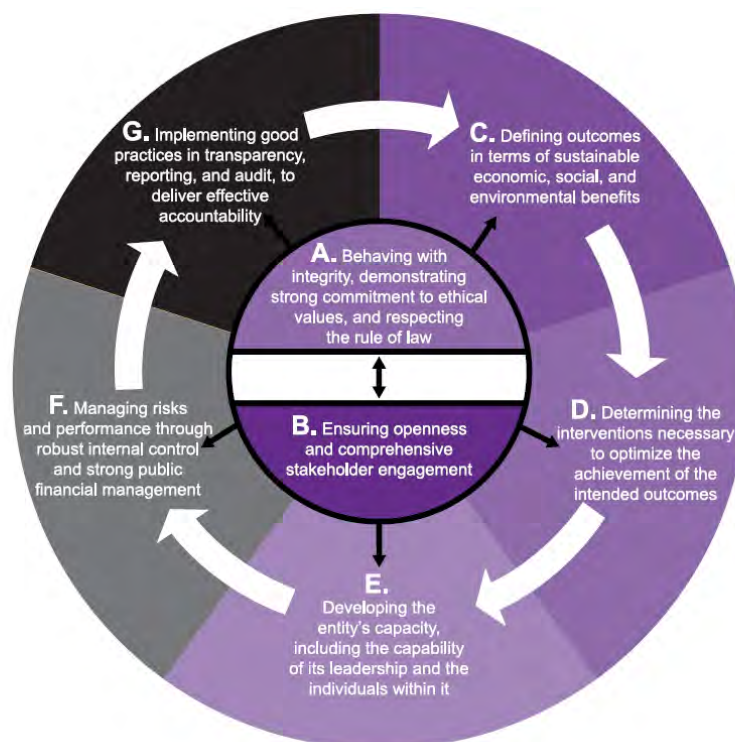 A. Behaving with
integrity, demonstrating
strong commitment to ethical
values, and respecting
the rule of law
B. Ensuring openness
and comprehensive
stakeholder engagement
C. Defining outcomes
in terms of sustainable
economic, social, and
environmental benefits
D. Determining the
interventions necessary
to optimize the
achievement of the
intended outcomes
E.
Developing the
entity's capacity,
including the capability
of its leadership and the
individuals within it
F. Managing risks
and performance through
robust internal control
and strong public
financial management
G. Implementing good
practices in transparency,
reporting, and audit, to
deliver effective
accountability